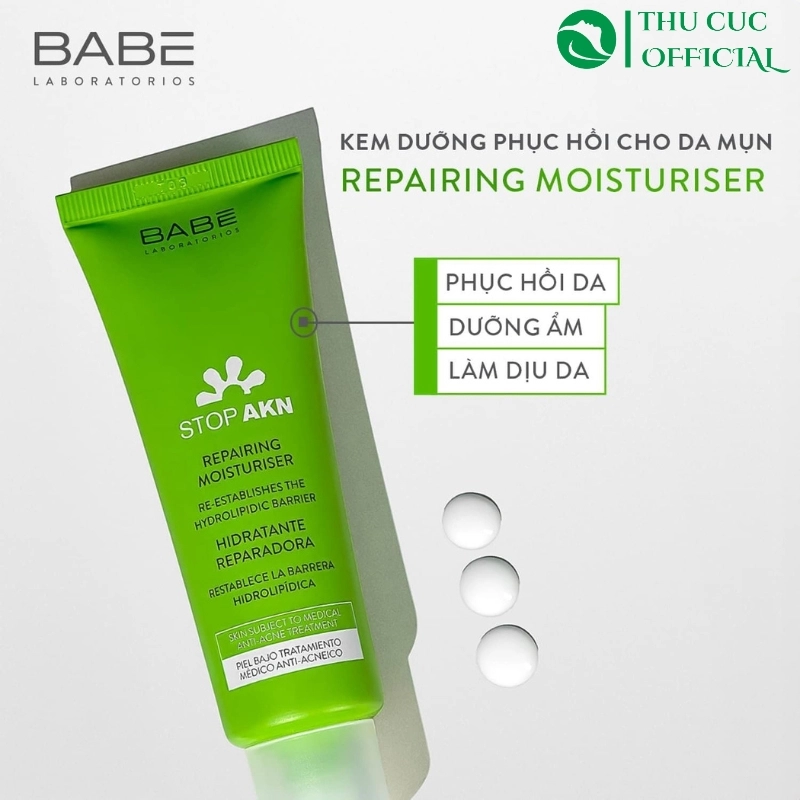 BABĒ
LABORATORIOS
THU CUC
OFFICIAL
KEM DƯỠNG PHỤC HỒI CHO DA MỤN
REPAIRING MOISTURISER
PHỤC HỒI DA
DƯỠNG ẨM
LÀM DỊU DA
BABĒ
LABORATORIOS
STOP AKN
REPAIRING
MOISTURISER
RE-ESTABLISHES THE
HYDROLIPIDIC BARRIER
HIDRATANTE
REPARADORA
RESTABLECE LA BARRERA
HIDROLIPÍDICA
SKIN SUBJECT TO MEDICAL
ANTI-ACNE TREATMENT
PIEL BAJO TRATAMIENTO
MÉDICO ANTI-ACNEICO